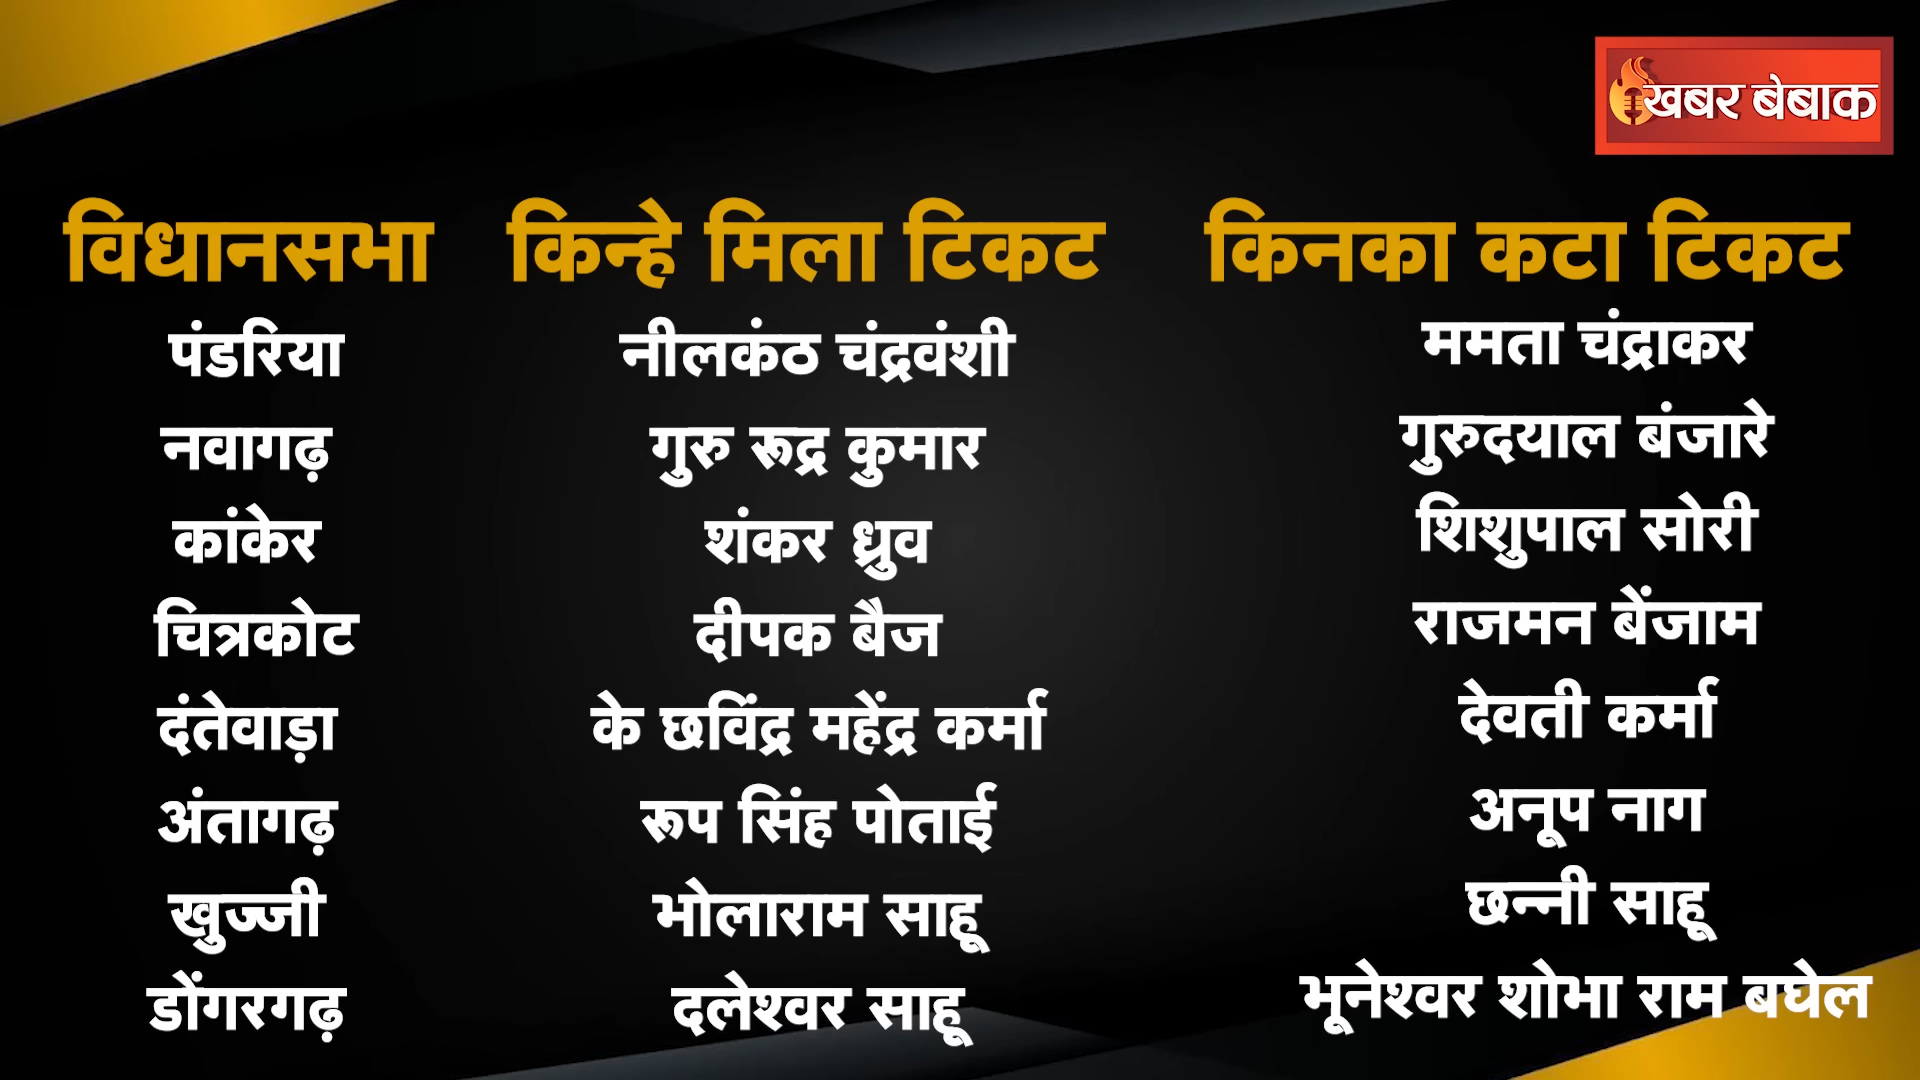 खबर बेबाक
विधानसभा किन्हे मिला टिकट किनका कटा टिकट
पंडरिया नीलकंठ चंद्रवंशी ममता चंद्राकर
नवागढ़ गुरु रूद्र कुमार गुरुदयाल बंजारे
कांकेर शंकर ध्रुव शिशुपाल सोरी
चित्रकोट दीपक बैज राजमन बेंजाम
दंतेवाड़ा के छविंद्र महेंद्र कर्मा देवती कर्मा
अंतागढ़ रूप सिंह पोताई अनूप नाग
खुज्जी भोलाराम साहू छन्नी साहू
डोंगरगढ़ दलेश्वर साहू भूनेश्वर शोभा राम बघेल